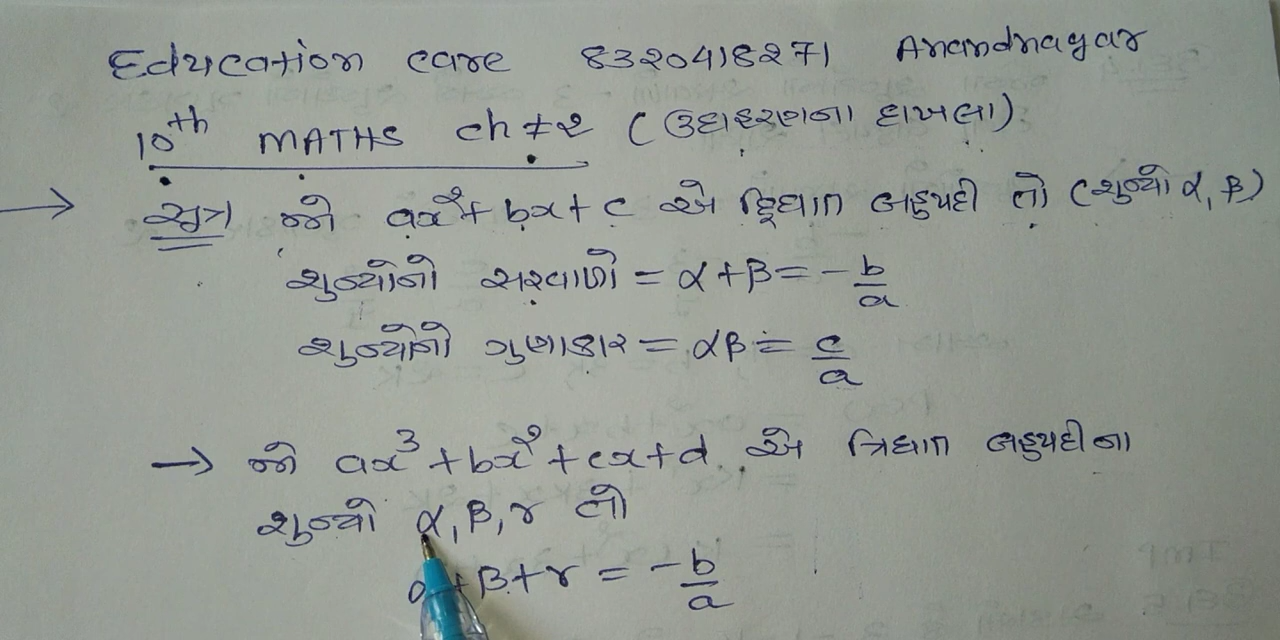 Education care 8320418271 Anandnagar
10th MATHS ch ≠ 2 (ઉદાહરણના દાખલા)
→ સુત્ર જો ax²+ bx + c એ દ્વિઘાત બહુપદી તો (શુન્યો α, β)
શુન્યોનો સરવાળો = α + β = - b/a
શુન્યોનો ગુણાકાર = αβ = c/a
→ જો ax³ + bx² + cx + d એ ત્રિઘાત બહુપદીના
શુન્યો α, β, r તો
+ β + r = - b/a